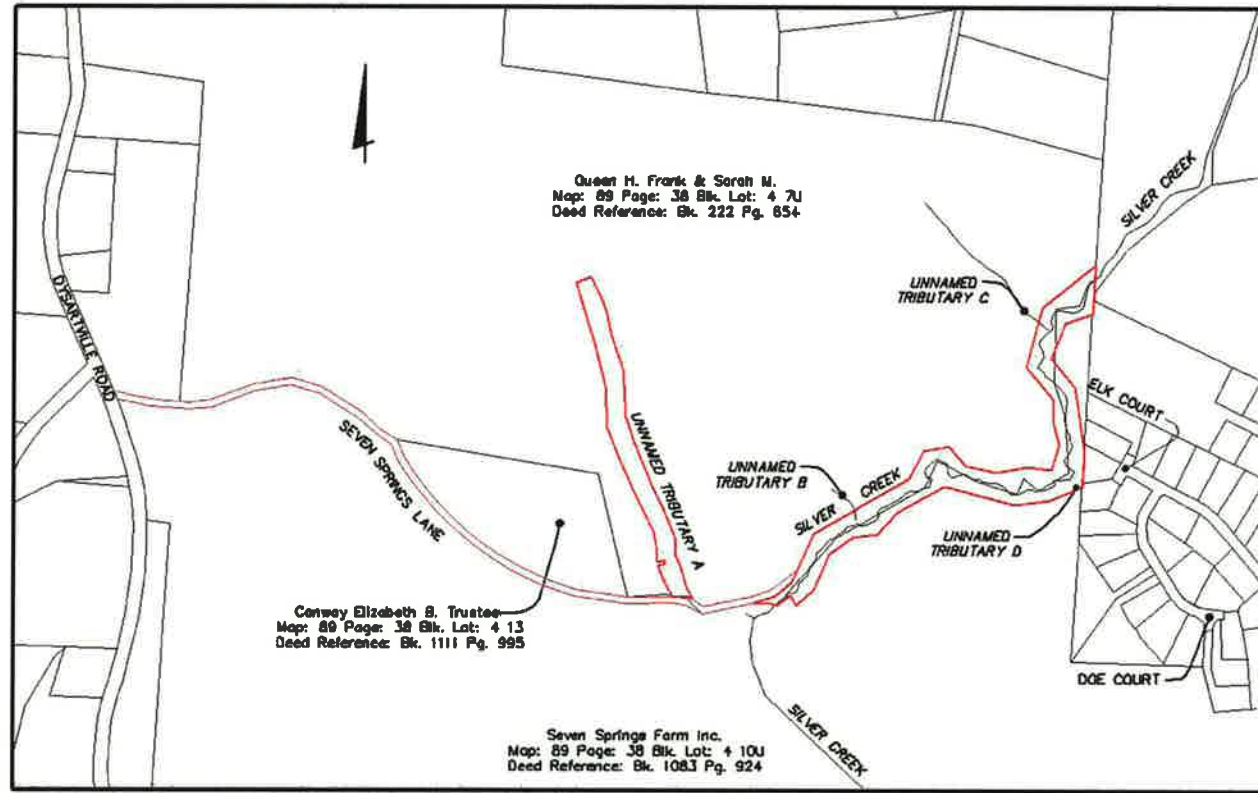 Queen H. Frank & Sarah M.
Map: 89 Page: 38 Blk. Lot: 4 7U
Deed Reference: Bk. 222 Pg. 654
SILVER CREEK
UNNAMED
TRIBUTARY C
DYSARTVILLE ROAD
ELK COURT
SEVEN SPRINGS LANE
UNNAMED TRIBUTARY A
UNNAMED
TRIBUTARY B
SILVER CREEK
UNNAMED
TRIBUTARY D
Conway Elizabeth B. Trustee
Map: 89 Page: 38 Blk. Lot: 4 13
Deed Reference: Bk. 1111 Pg. 995
DOE COURT
SILVER CREEK
Seven Springs Farm Inc.
Map: 89 Page: 38 Blk. Lot: 4 10U
Deed Reference: Bk. 1083 Pg. 924